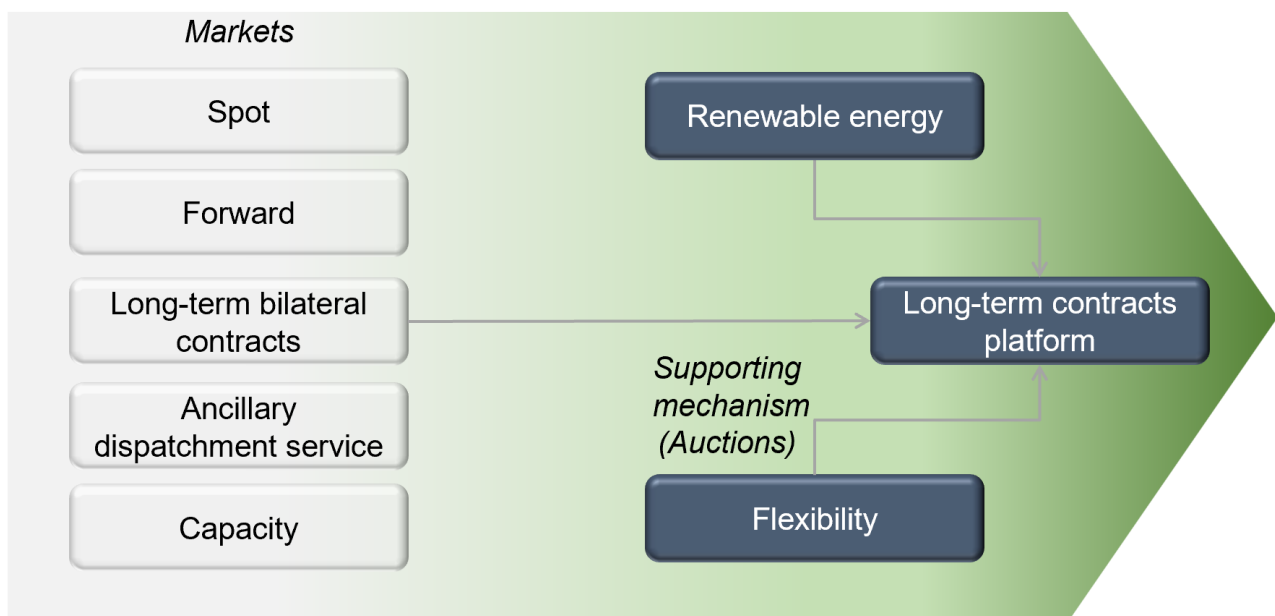 Markets
Spot
Forward
Long-term bilateral
contracts
Ancillary
dispatchment service
Capacity
Renewable energy
Long-term contracts
platform
Supporting
mechanism
(Auctions)
Flexibility